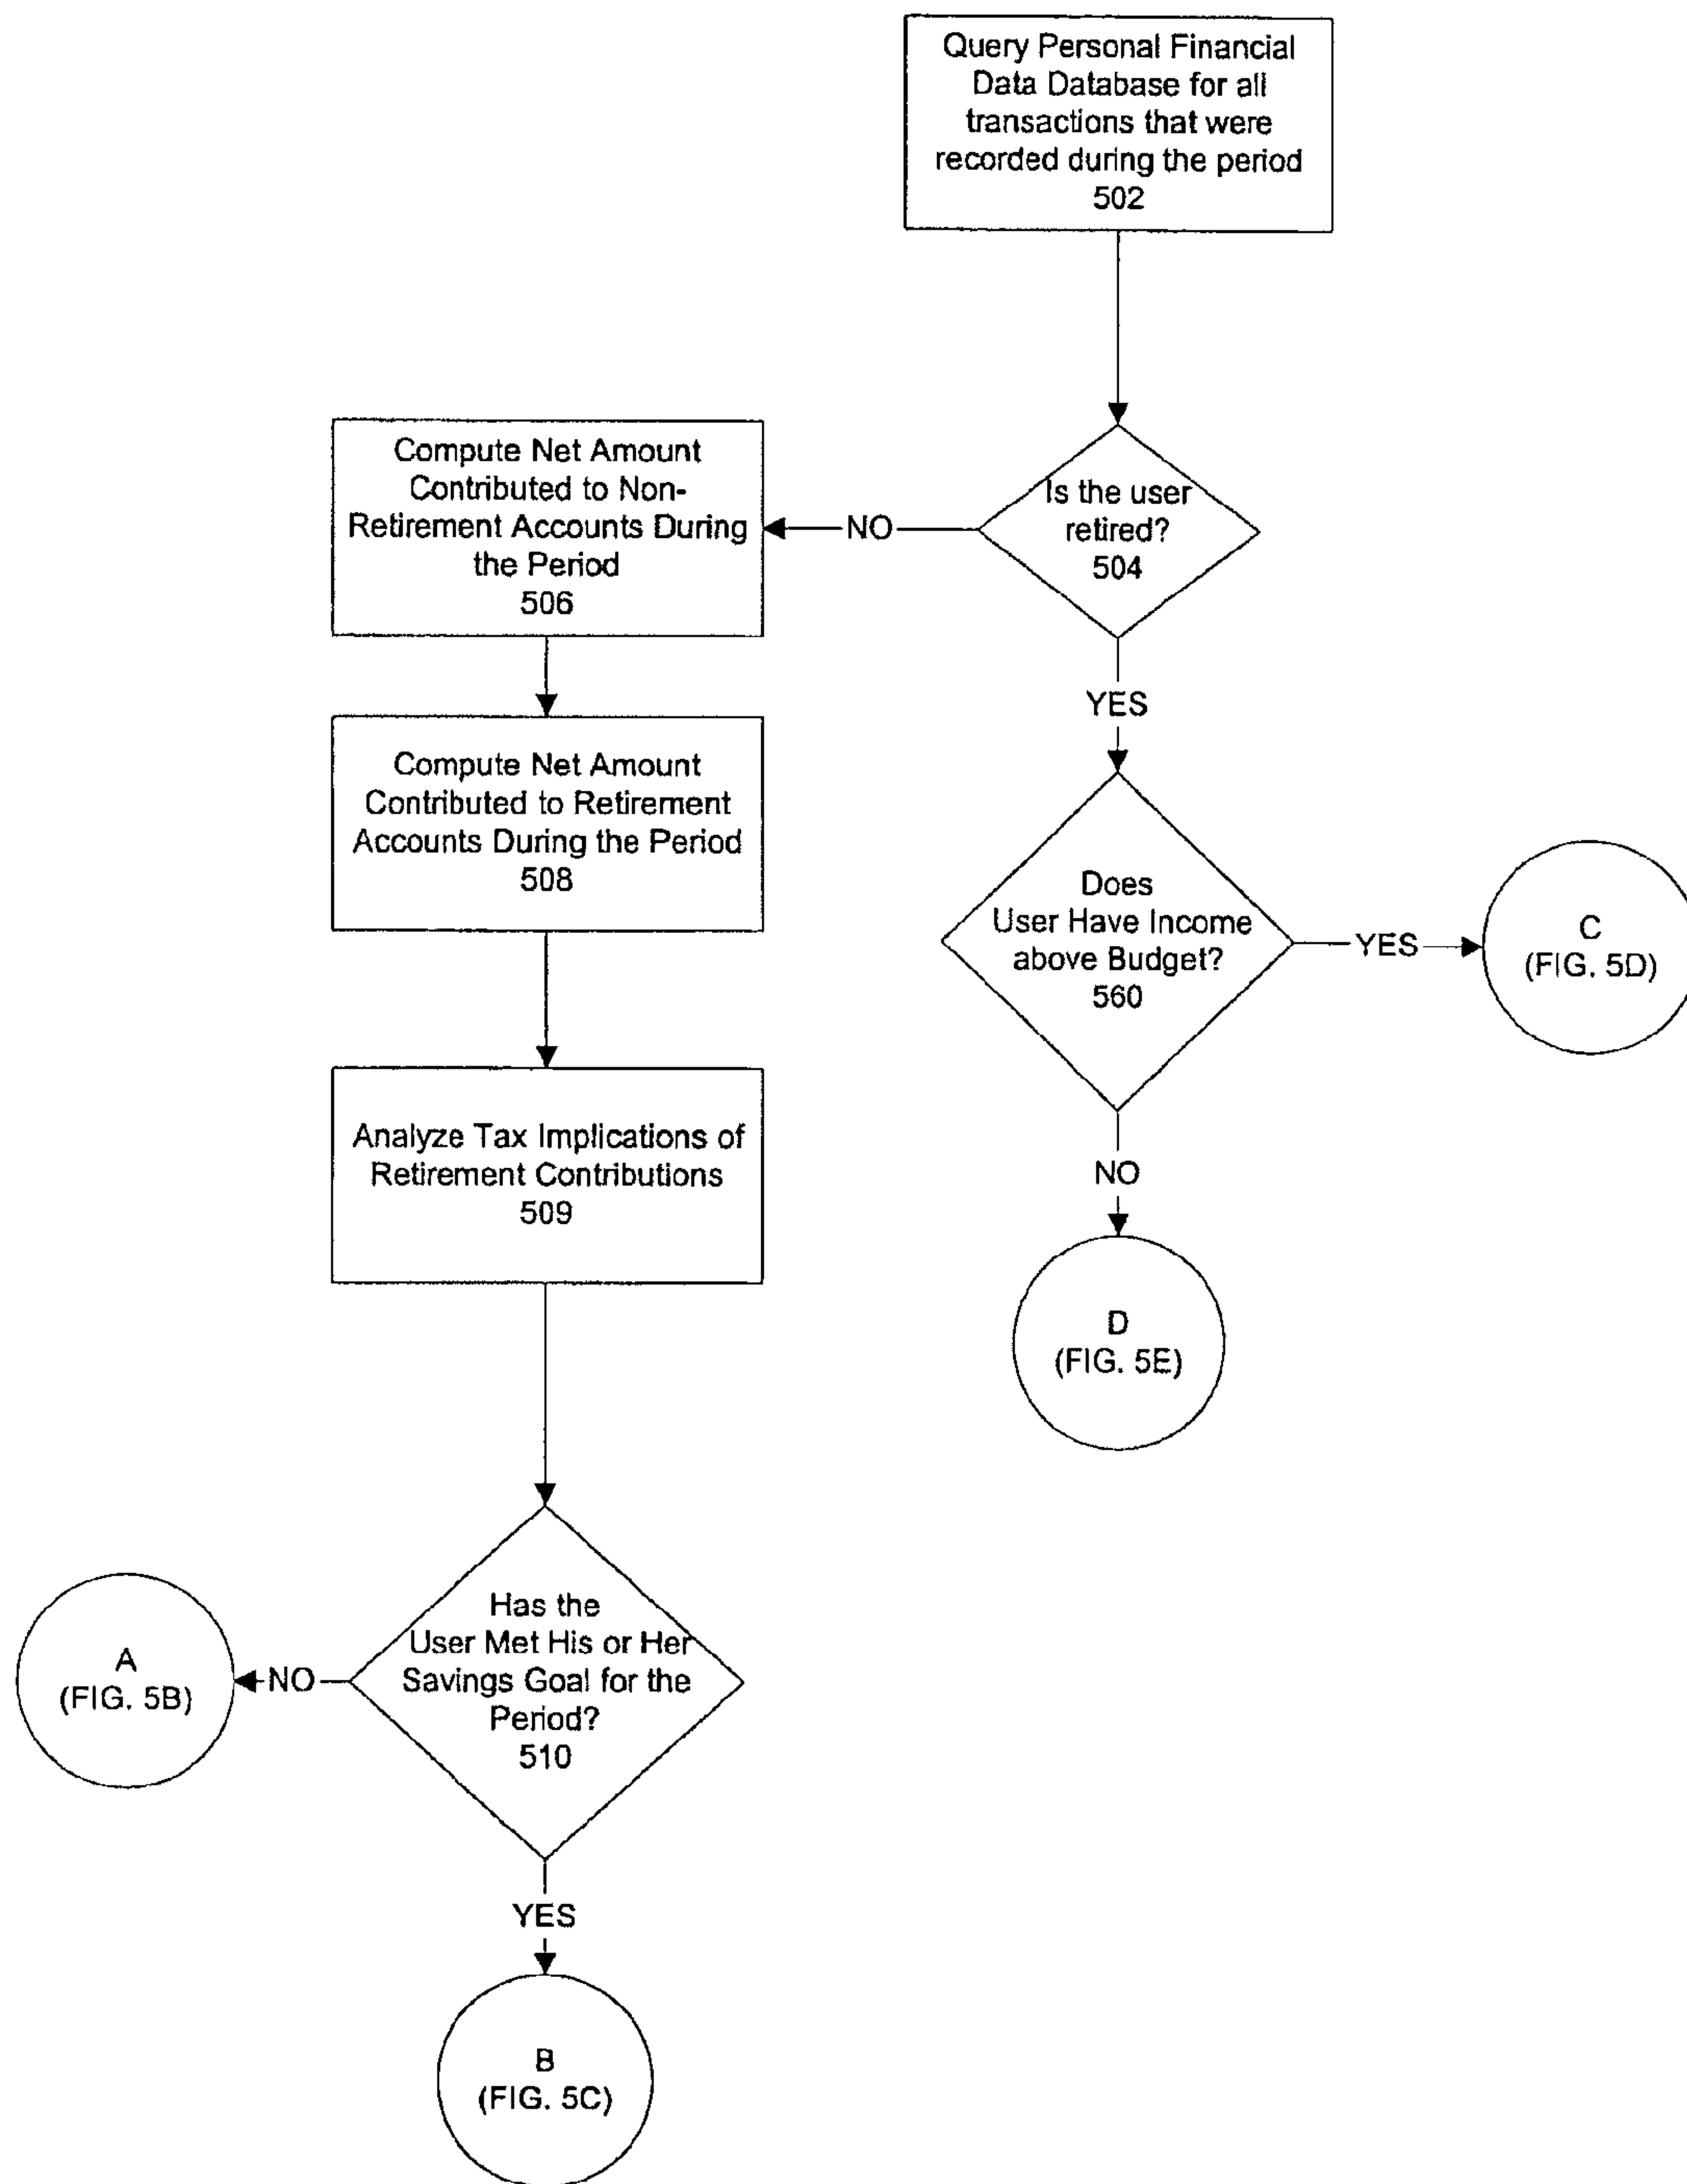 Query Personal Financial
Data Database for all
transactions that were
recorded during the period
502
Is the user
retired?
504
NO
Compute Net Amount
Contributed to Non-
Retirement Accounts During
the Period
506
YES
Compute Net Amount
Contributed to Retirement
Accounts During the Period
508
Does
User Have Income
above Budget?
560
YES
C
(FIG. 5D)
Analyze Tax Implications of
Retirement Contributions
509
NO
D
(FIG. 5E)
Has the
User Met His or Her
Savings Goal for the
Period?
510
NO
A
(FIG. 5B)
YES
B
(FIG. 5C)